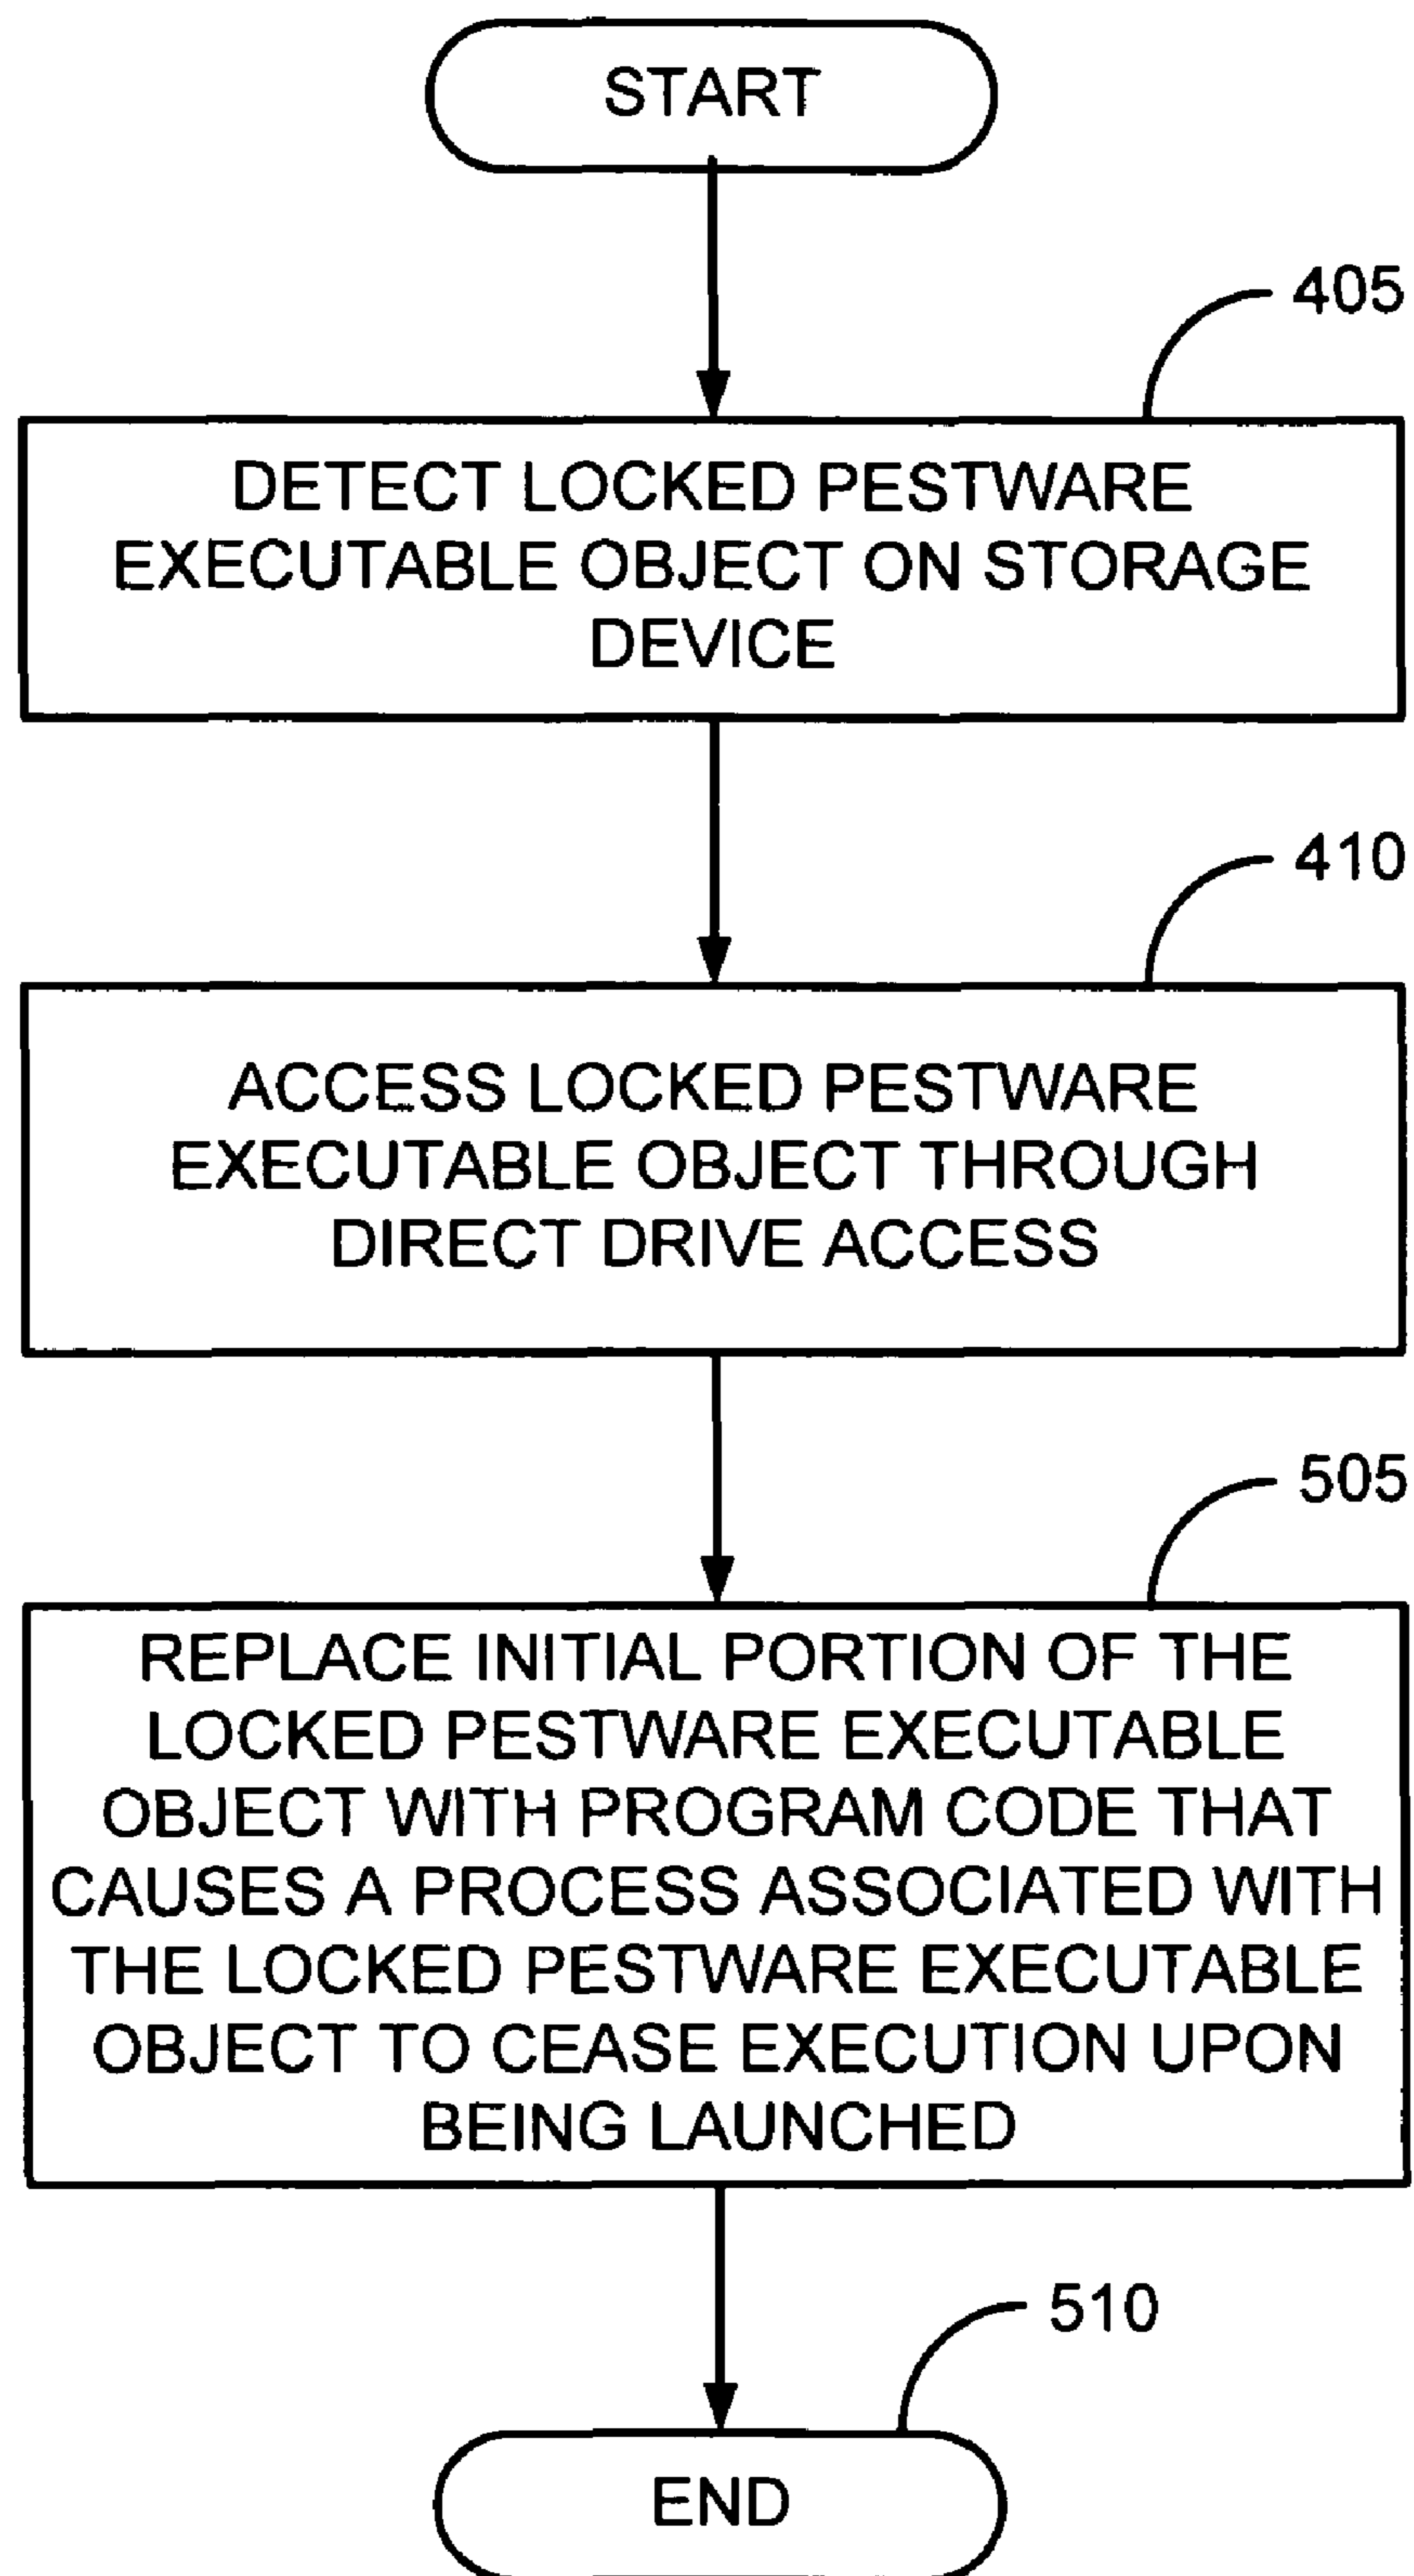 START
405
DETECT LOCKED PESTWARE
EXECUTABLE OBJECT ON STORAGE
DEVICE
410
ACCESS LOCKED PESTWARE
EXECUTABLE OBJECT THROUGH
DIRECT DRIVE ACCESS
505
REPLACE INITIAL PORTION OF THE
LOCKED PESTWARE EXECUTABLE
OBJECT WITH PROGRAM CODE THAT
CAUSES A PROCESS ASSOCIATED WITH
THE LOCKED PESTWARE EXECUTABLE
OBJECT TO CEASE EXECUTION UPON
BEING LAUNCHED
510
END